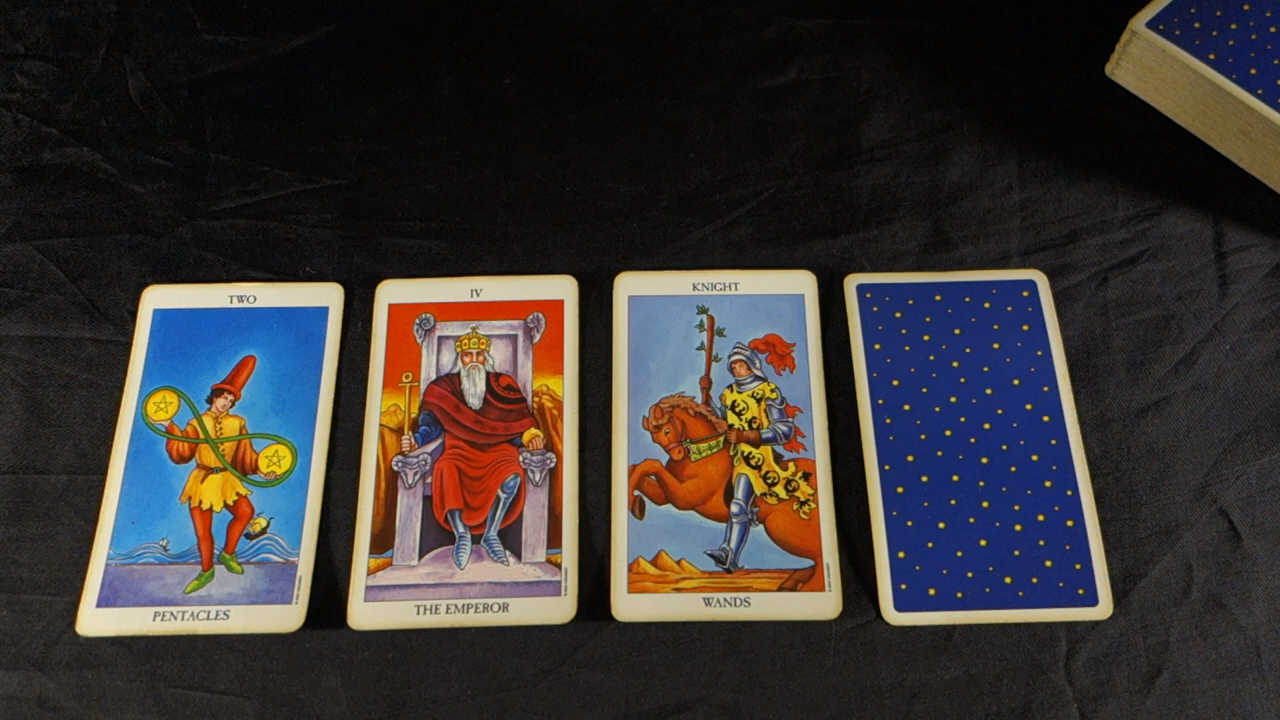 TWO
PENTACLES
IV
THE EMPEROR
KNIGHT
WANDS